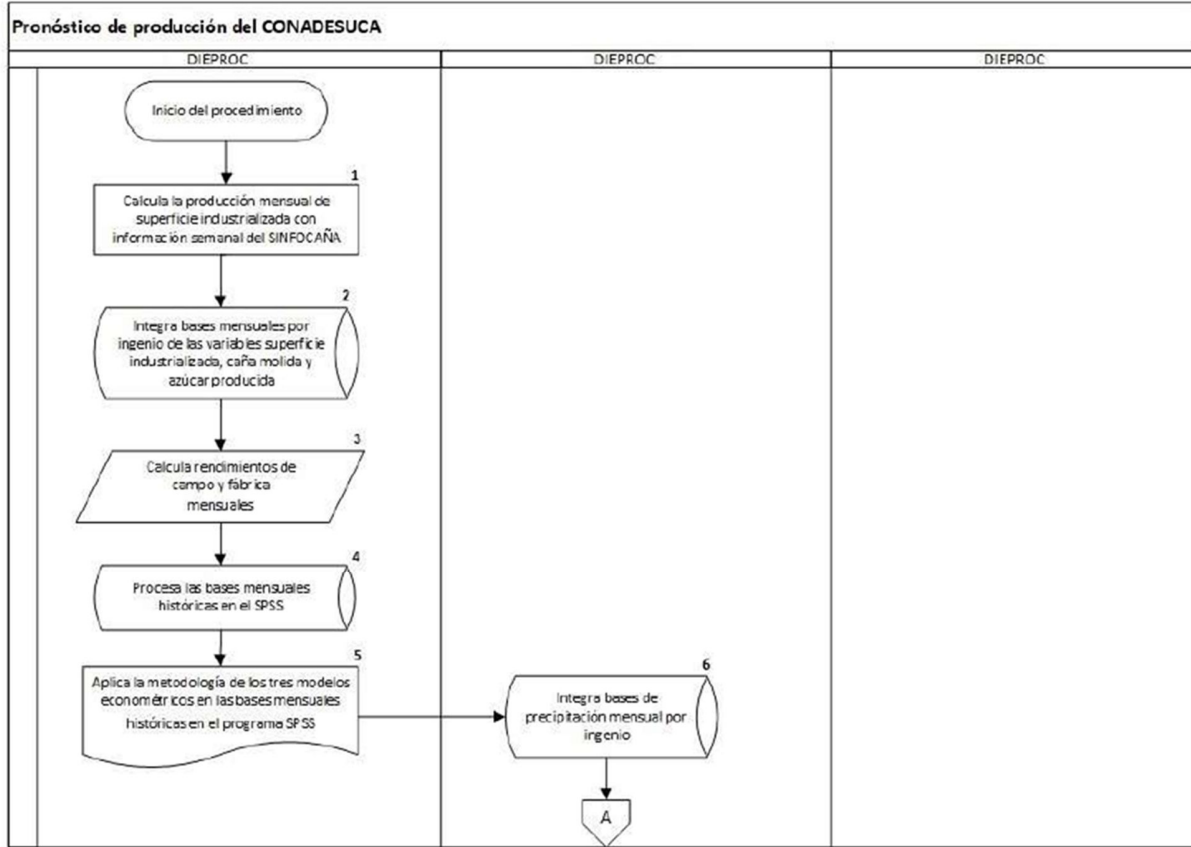 Pronóstico de producción del CONADESUCA
DIEPROC
DIEPROC
DIEPROC
Inicio del procedimiento
1
Calcula la producción mensual de
superficie industrializada con
información semanal del SINFOCAÑA
2
Integra bases mensuales por
ingenio de las variables superficie
industrializada, caña molida y
azúcar producida
3
Calcula rendimientos de
campo y fábrica
mensuales
4
Procesa las bases mensuales
históricas en el SPSS
5
Aplica la metodología de los tres modelos
econométricos en las bases mensuales
históricas en el programa SPSS
6
Integra bases de
precipitación mensual por
ingenio
A